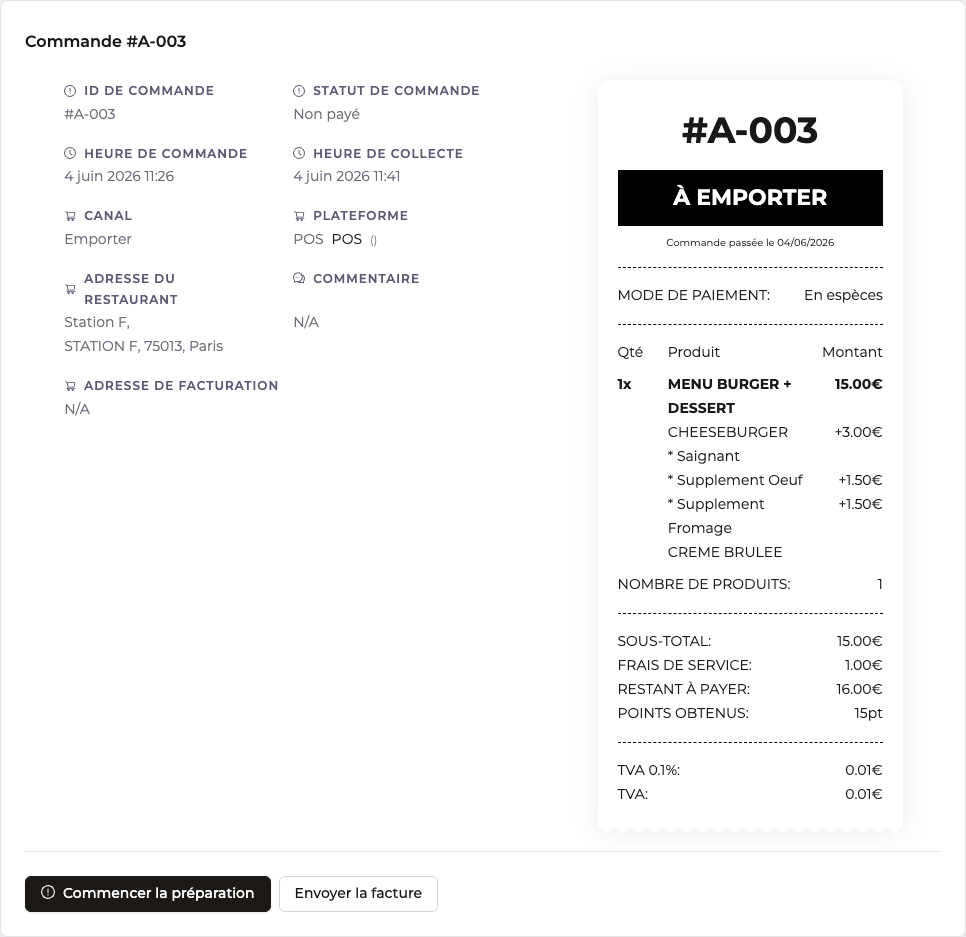 Commande #A-003
ID DE COMMANDE
#A-003
STATUT DE COMMANDE
Non payé
HEURE DE COMMANDE
4 juin 2026 11:26
HEURE DE COLLECTE
4 juin 2026 11:41
CANAL
Emporter
PLATEFORME
POS POS ()
ADRESSE DU
RESTAURANT
Station F,
STATION F, 75013, Paris
COMMENTAIRE
N/A
ADRESSE DE FACTURATION
N/A
#A-003
À EMPORTER
Commande passée le 04/06/2026
MODE DE PAIEMENT: En espèces
Qté Produit Montant
1x MENU BURGER + 15.00€
DESSERT
CHEESEBURGER +3.00€
* Saignant
* Supplement Oeuf +1.50€
* Supplement +1.50€
Fromage
CREME BRULEE
NOMBRE DE PRODUITS: 1
SOUS-TOTAL: 15.00€
FRAIS DE SERVICE: 1.00€
RESTANT À PAYER: 16.00€
POINTS OBTENUS: 15pt
TVA 0.1%: 0.01€
TVA: 0.01€
Commencer la préparation
Envoyer la facture